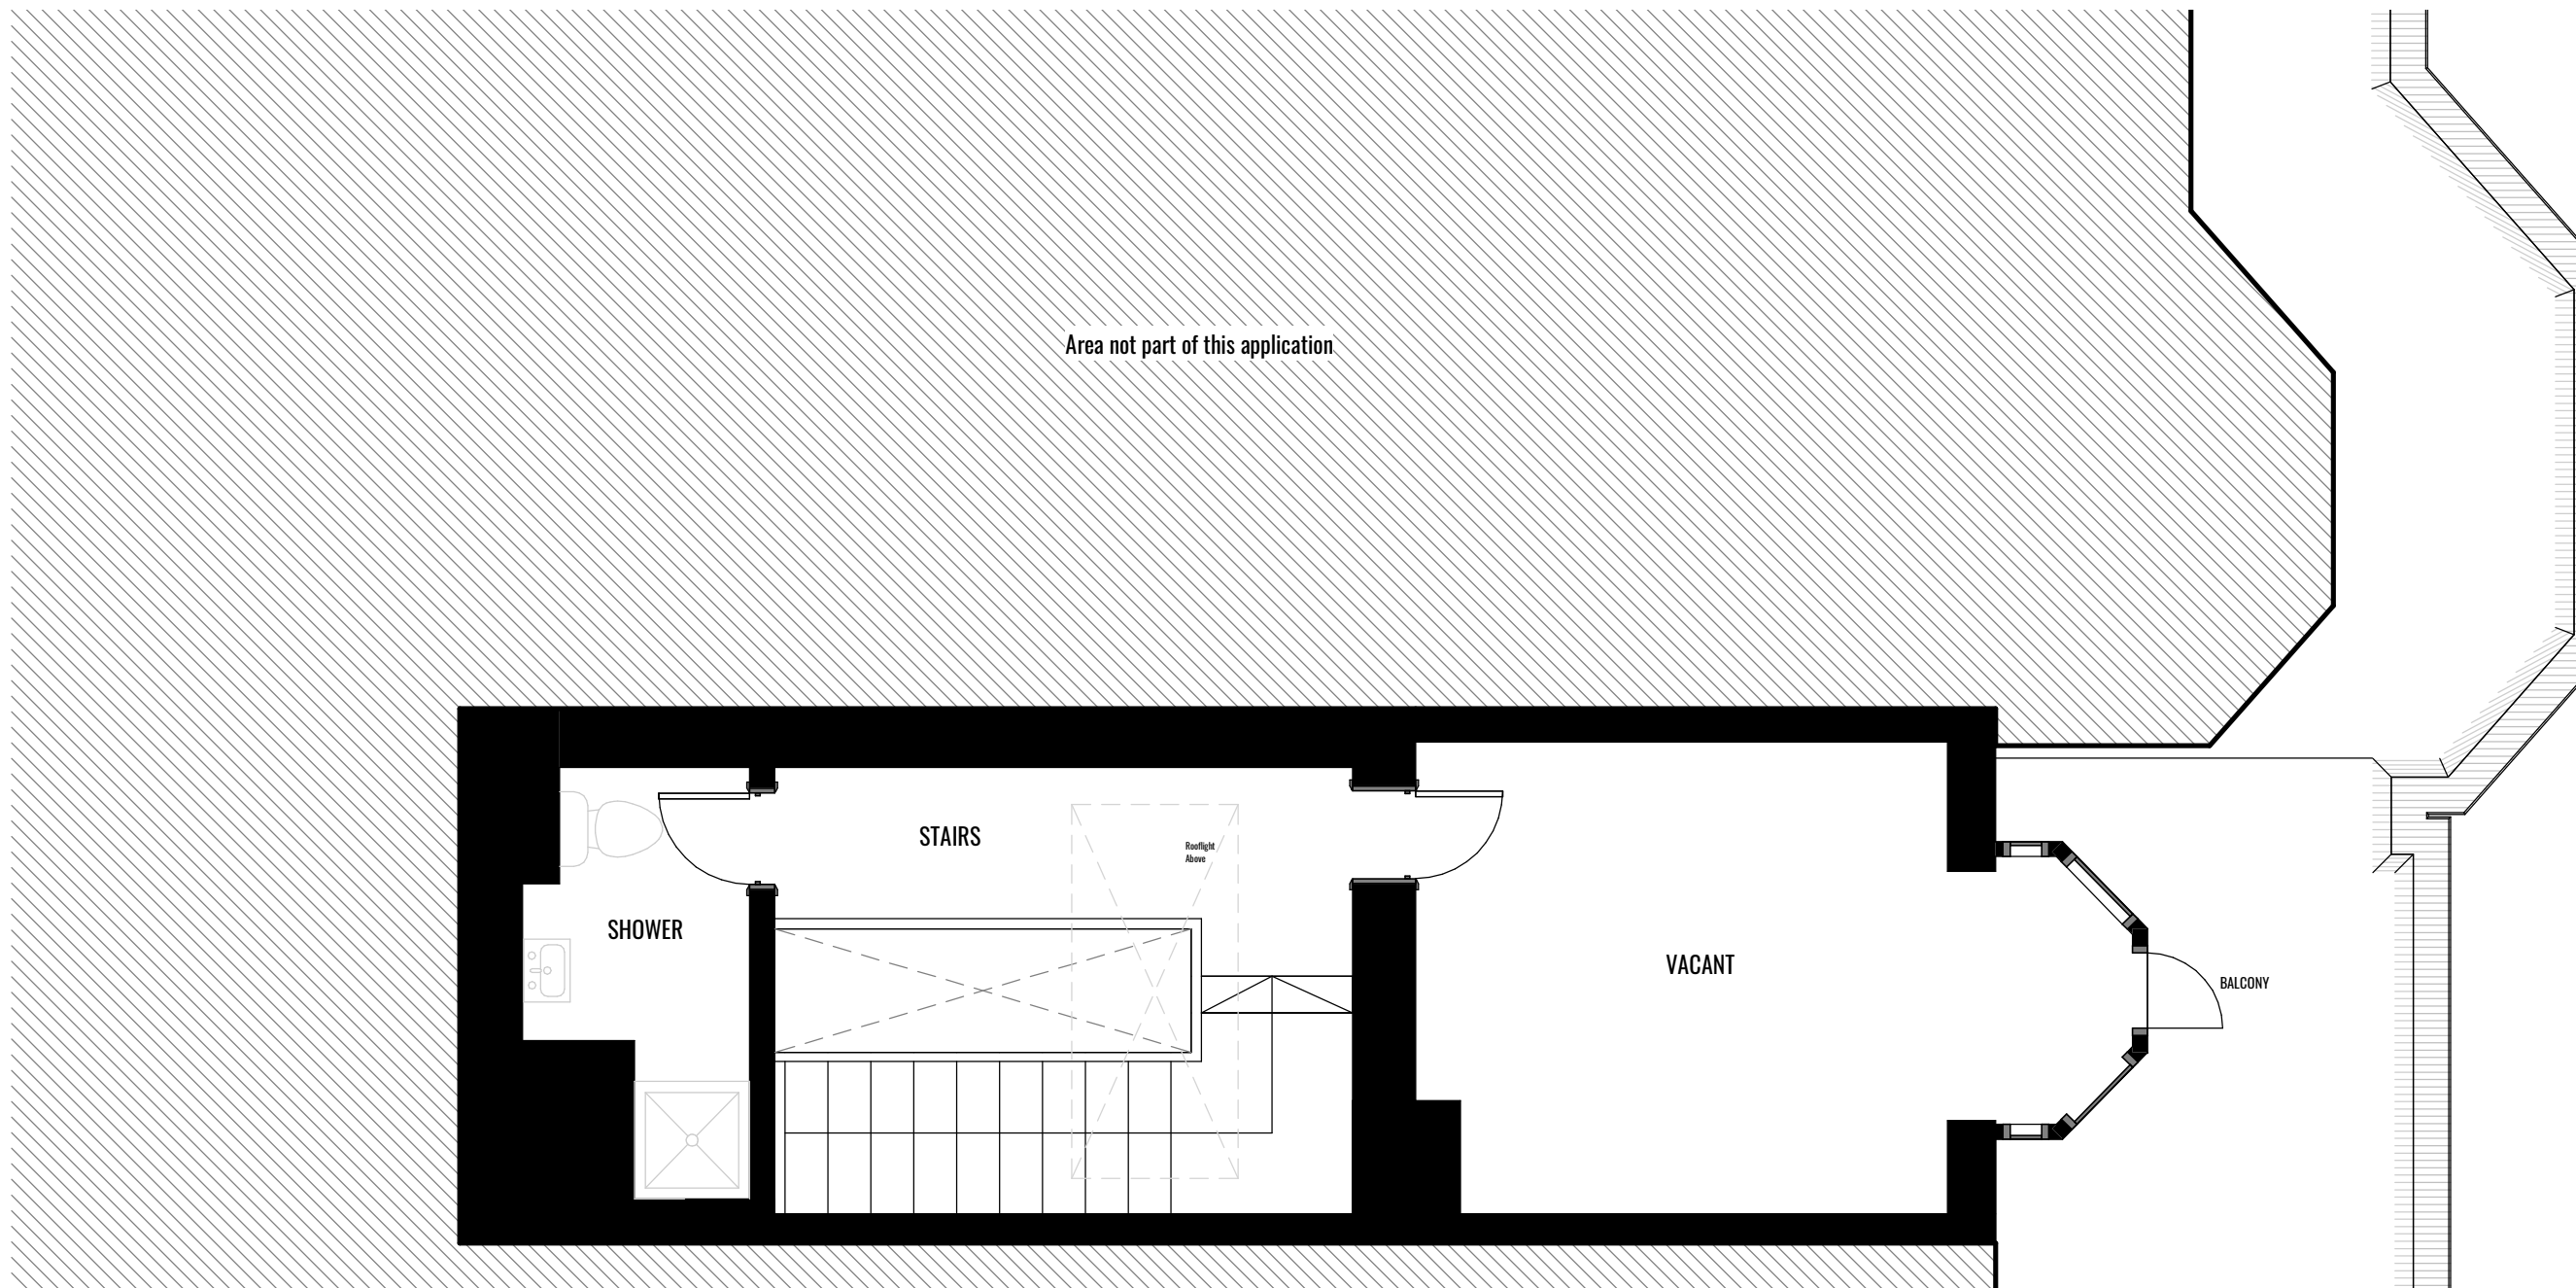 Area not part of this application
STAIRS
Rooflight
Above
SHOWER
VACANT
BALCONY